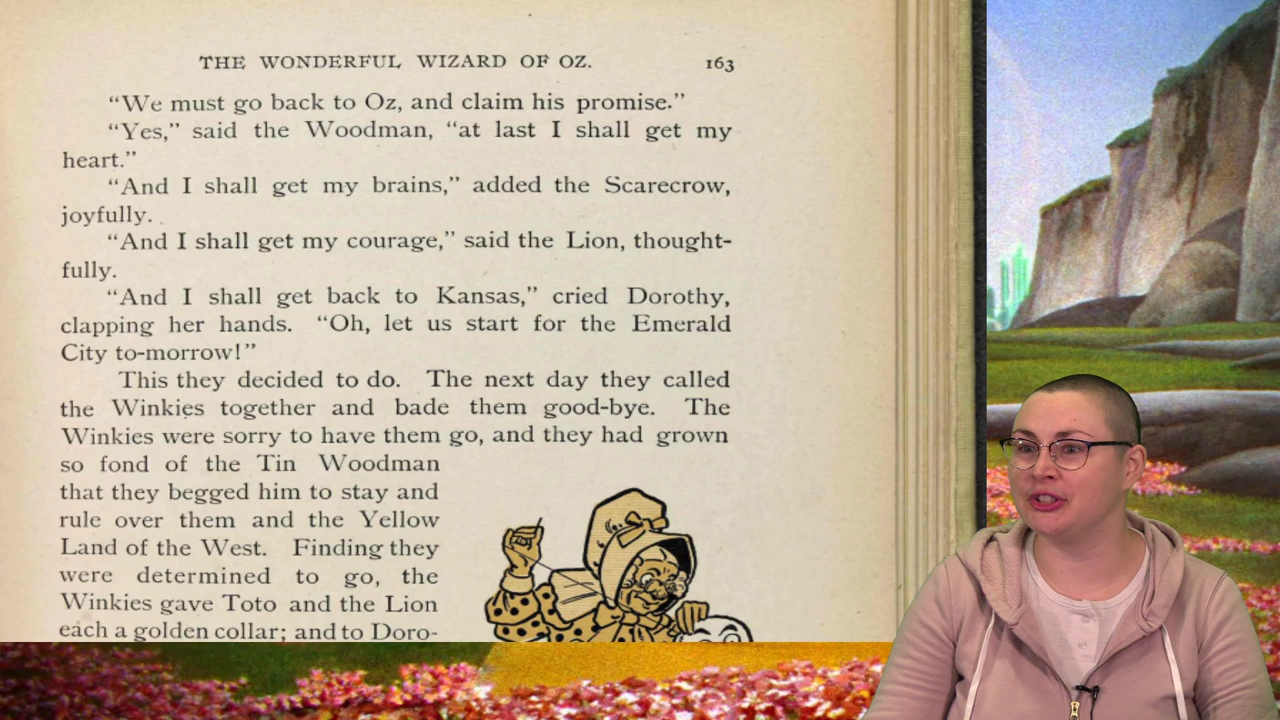 THE WONDERFUL WIZARD OF OZ. 163
“We must go back to Oz, and claim his promise.”
“Yes,” said the Woodman, “at last I shall get my
heart.”
“And I shall get my brains,” added the Scarecrow,
joyfully.
“And I shall get my courage,” said the Lion, thought-
fully.
“And I shall get back to Kansas,” cried Dorothy,
clapping her hands. “Oh, let us start for the Emerald
City to-morrow!”
This they decided to do. The next day they called
the Winkies together and bade them good-bye. The
Winkies were sorry to have them go, and they had grown
so fond of the Tin Woodman
that they begged him to stay and
rule over them and the Yellow
Land of the West. Finding they
were determined to go, the
Winkies gave Toto and the Lion
each a golden collar; and to Doro-